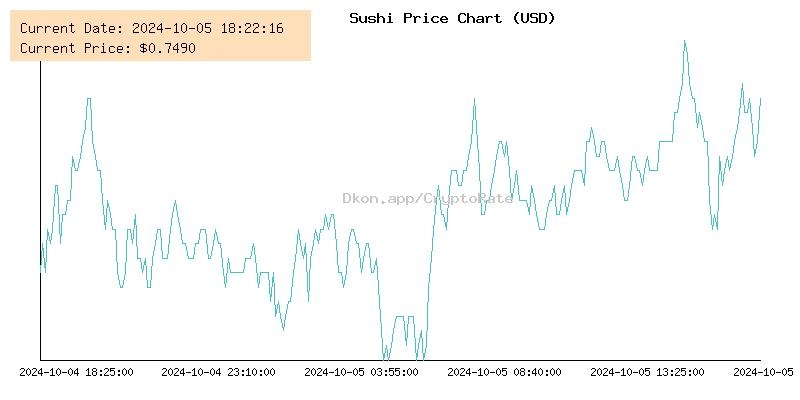 Sushi Price Chart (USD)
Current Date: 2024-10-05 18:22:16
Current Price: $0.7490
Dkon.app/CryptoRate
2024-10-04 18:25:00 2024-10-04 23:10:00 2024-10-05 03:55:00 2024-10-05 08:40:00 2024-10-05 13:25:00 2024-10-05